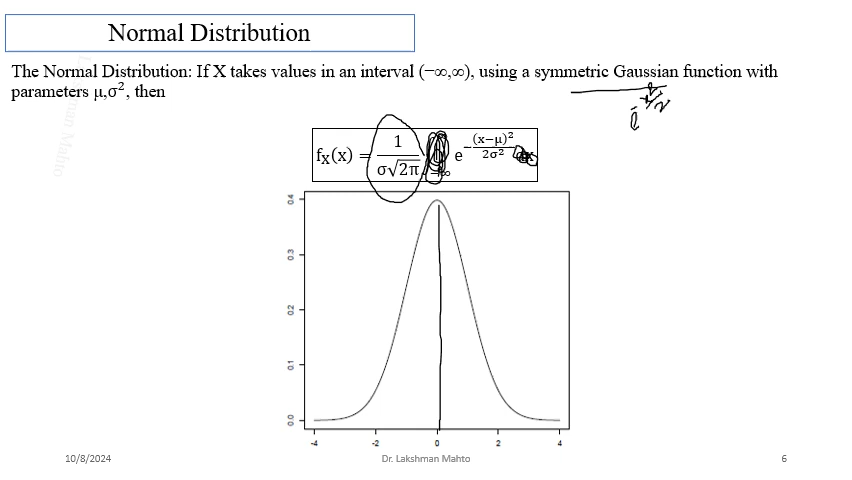 Normal Distribution
The Normal Distribution: If X takes values in an interval (−∞,∞), using a symmetric Gaussian function with
parameters μ,σ², then
f_X(x) = 1/(σ√2π) e^(−(x−μ)²/2σ²)
0.4
0.3
0.2
0.1
0.0
-4 -2 0 2 4
10/8/2024 Dr. Lakshman Mahto 6